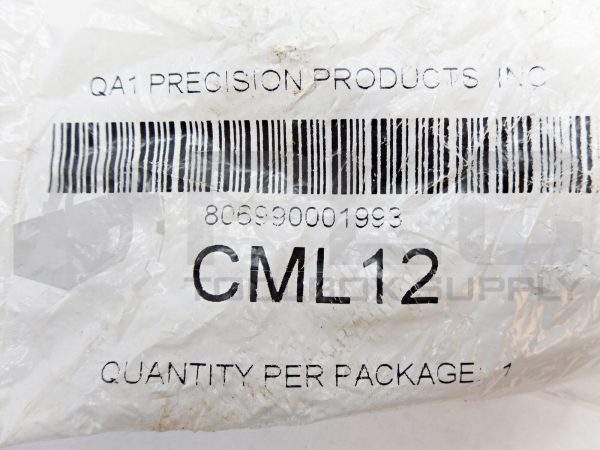 QA1 PRECISION PRODUCTS INC
806990001993
CML12
QUANTITY PER PACKAGE: 1